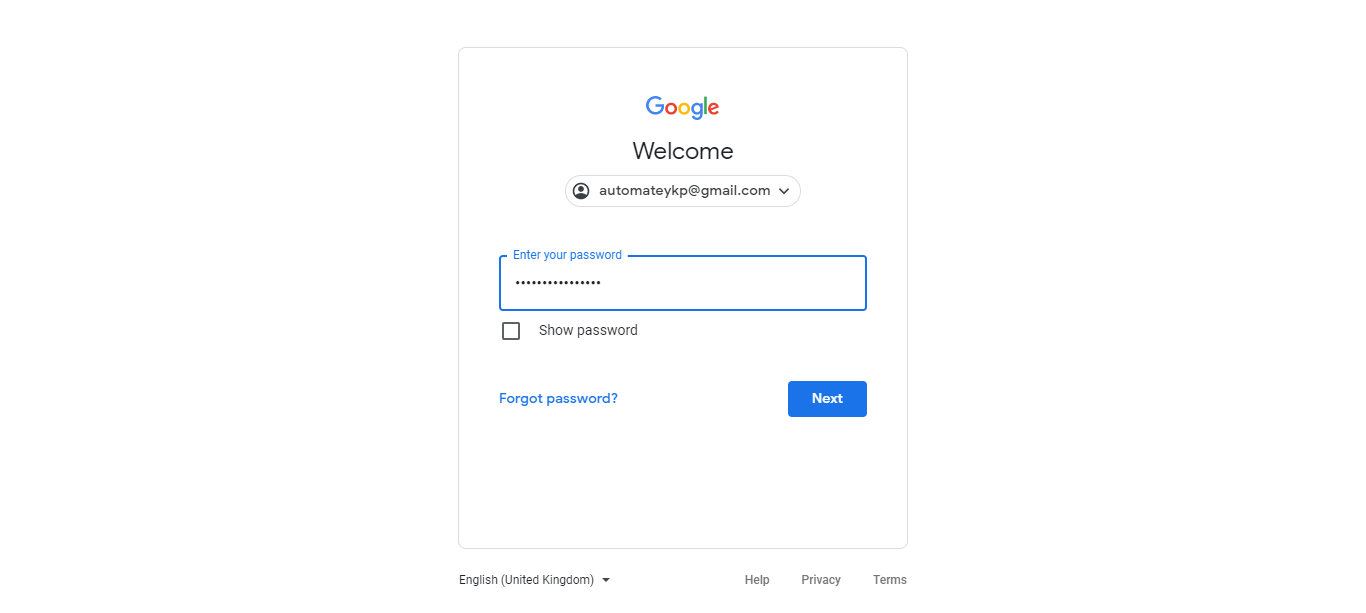 Google
Welcome
automateykp@gmail.com
Enter your password
••••••••••••••••
Show password
Forgot password?
Next
English (United Kingdom)
Help Privacy Terms